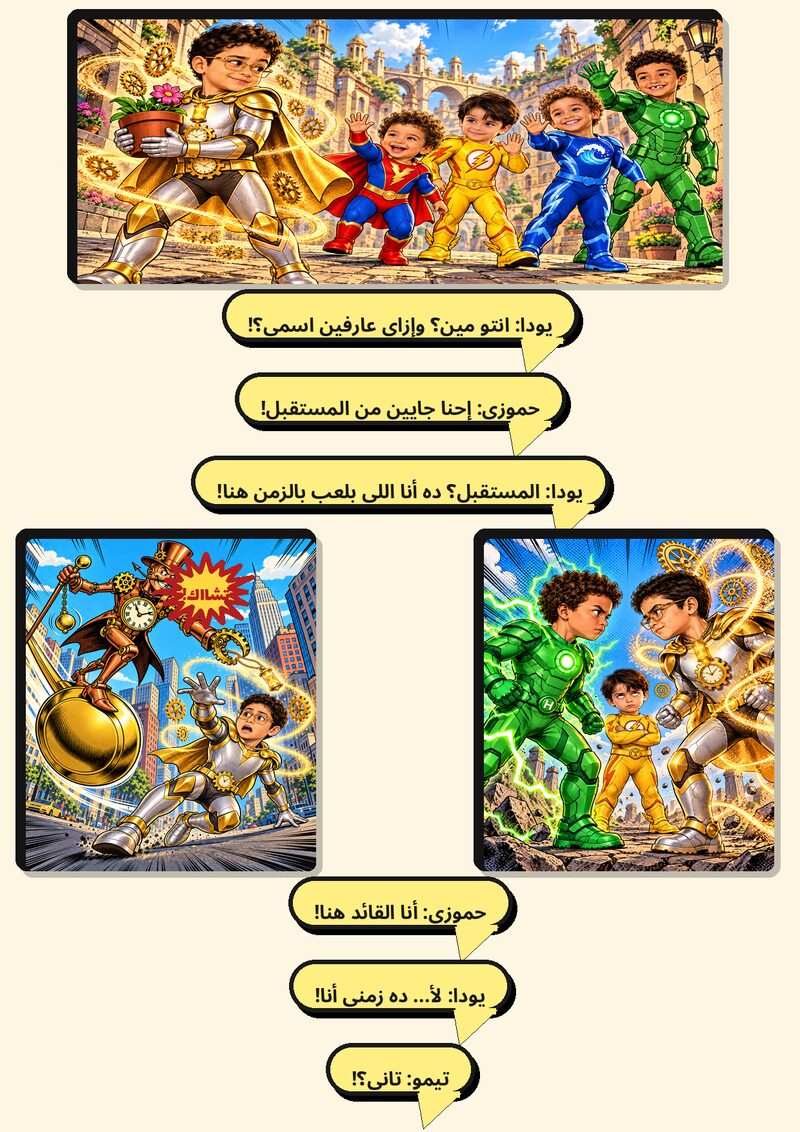 يودا: انتو مين؟ وإزاى عارفين اسمى؟!
حموزى: إحنا جايين من المستقبل!
يودا: المستقبل؟ ده أنا اللى بلعب بالزمن هنا!
تشااك!
H
حموزى: أنا القائد هنا!
يودا: لأ... ده زمنى أنا!
تيمو: تانى؟!